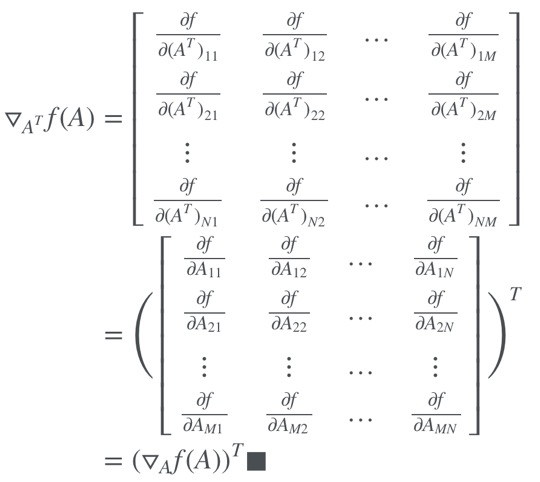 \nabla_{A^T} f(A) = \begin{bmatrix} \frac{\partial f}{\partial (A^T)_{11}} & \frac{\partial f}{\partial (A^T)_{12}} & \cdots & \frac{\partial f}{\partial (A^T)_{1M}} \\ \frac{\partial f}{\partial (A^T)_{21}} & \frac{\partial f}{\partial (A^T)_{22}} & \cdots & \frac{\partial f}{\partial (A^T)_{2M}} \\ \vdots & \vdots & \cdots & \vdots \\ \frac{\partial f}{\partial (A^T)_{N1}} & \frac{\partial f}{\partial (A^T)_{N2}} & \cdots & \frac{\partial f}{\partial (A^T)_{NM}} \end{bmatrix}
= \left( \begin{bmatrix} \frac{\partial f}{\partial A_{11}} & \frac{\partial f}{\partial A_{12}} & \cdots & \frac{\partial f}{\partial A_{1N}} \\ \frac{\partial f}{\partial A_{21}} & \frac{\partial f}{\partial A_{22}} & \cdots & \frac{\partial f}{\partial A_{2N}} \\ \vdots & \vdots & \cdots & \vdots \\ \frac{\partial f}{\partial A_{M1}} & \frac{\partial f}{\partial A_{M2}} & \cdots & \frac{\partial f}{\partial A_{MN}} \end{bmatrix} \right)^T
= (\nabla_A f(A))^T \blacksquare